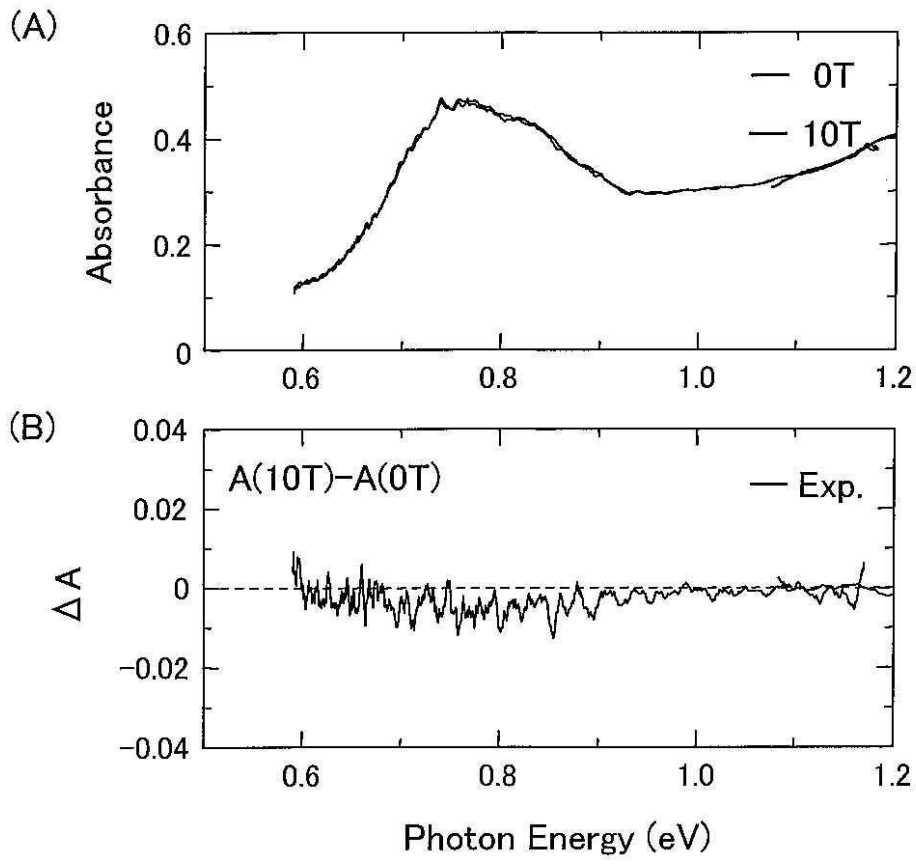 (A)
0.6
0.4
0.2
0
Absorbance
0T
10T
0.6 0.8 1.0 1.2
(B)
0.04
0.02
0
−0.02
−0.04
ΔA
A(10T)−A(0T)
Exp.
0.6 0.8 1.0 1.2
Photon Energy (eV)